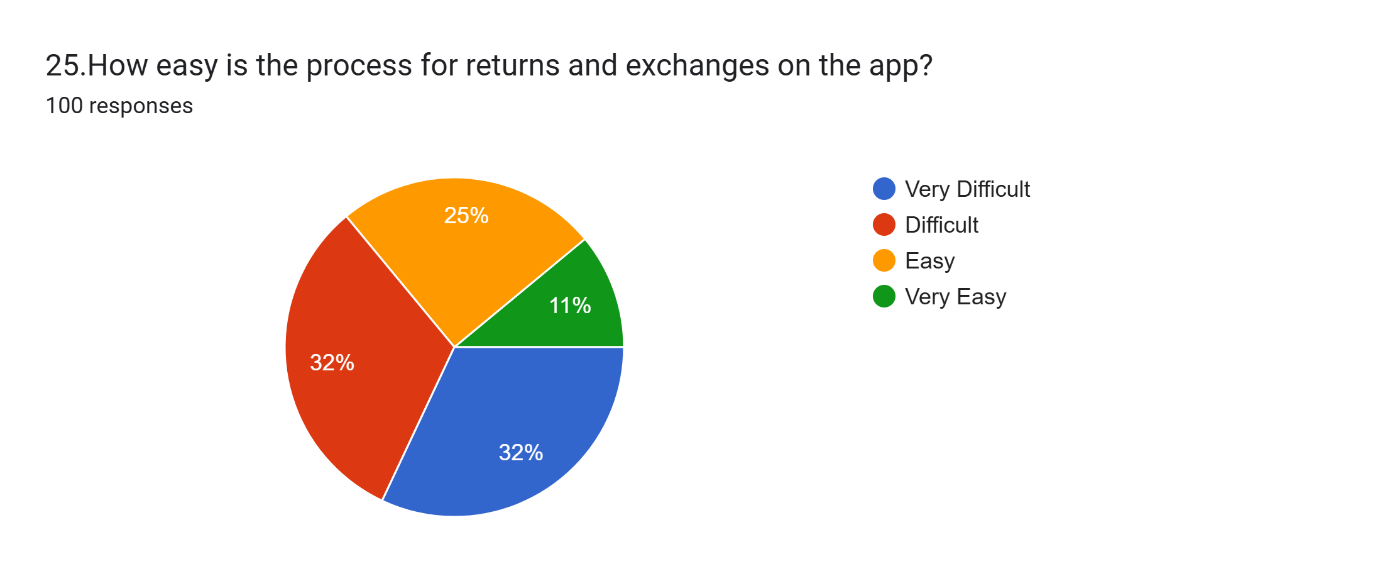 25.How easy is the process for returns and exchanges on the app?
100 responses
Very Difficult
Difficult
Easy
Very Easy
25%
11%
32%
32%